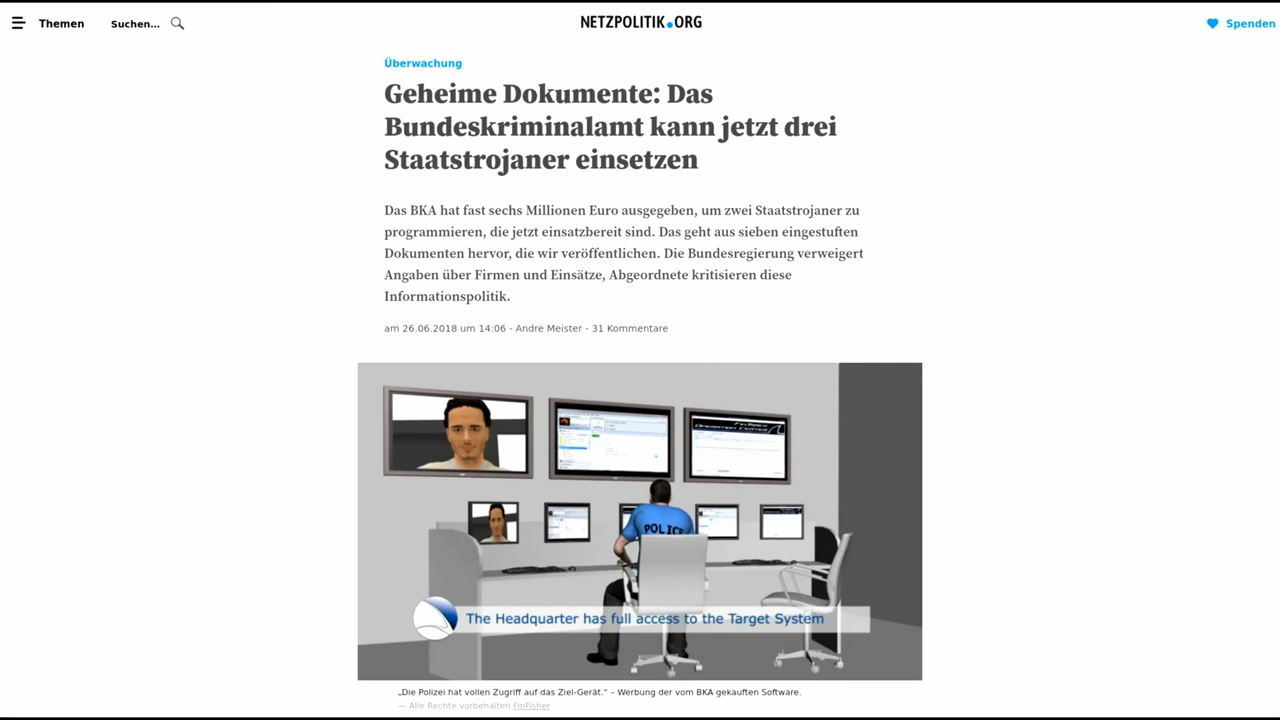 Themen
Suchen...
NETZPOLITIK.ORG
Spenden
Überwachung
Geheime Dokumente: Das
Bundeskriminalamt kann jetzt drei
Staatstrojaner einsetzen
Das BKA hat fast sechs Millionen Euro ausgegeben, um zwei Staatstrojaner zu
programmieren, die jetzt einsatzbereit sind. Das geht aus sieben eingestuften
Dokumenten hervor, die wir veröffentlichen. Die Bundesregierung verweigert
Angaben über Firmen und Einsätze, Abgeordnete kritisieren diese
Informationspolitik.
am 26.06.2018 um 14:06 - Andre Meister - 31 Kommentare
POLICE
The Headquarter has full access to the Target System
„Die Polizei hat vollen Zugriff auf das Ziel-Gerät.“ – Werbung der vom BKA gekauften Software.
— Alle Rechte vorbehalten FinFisher